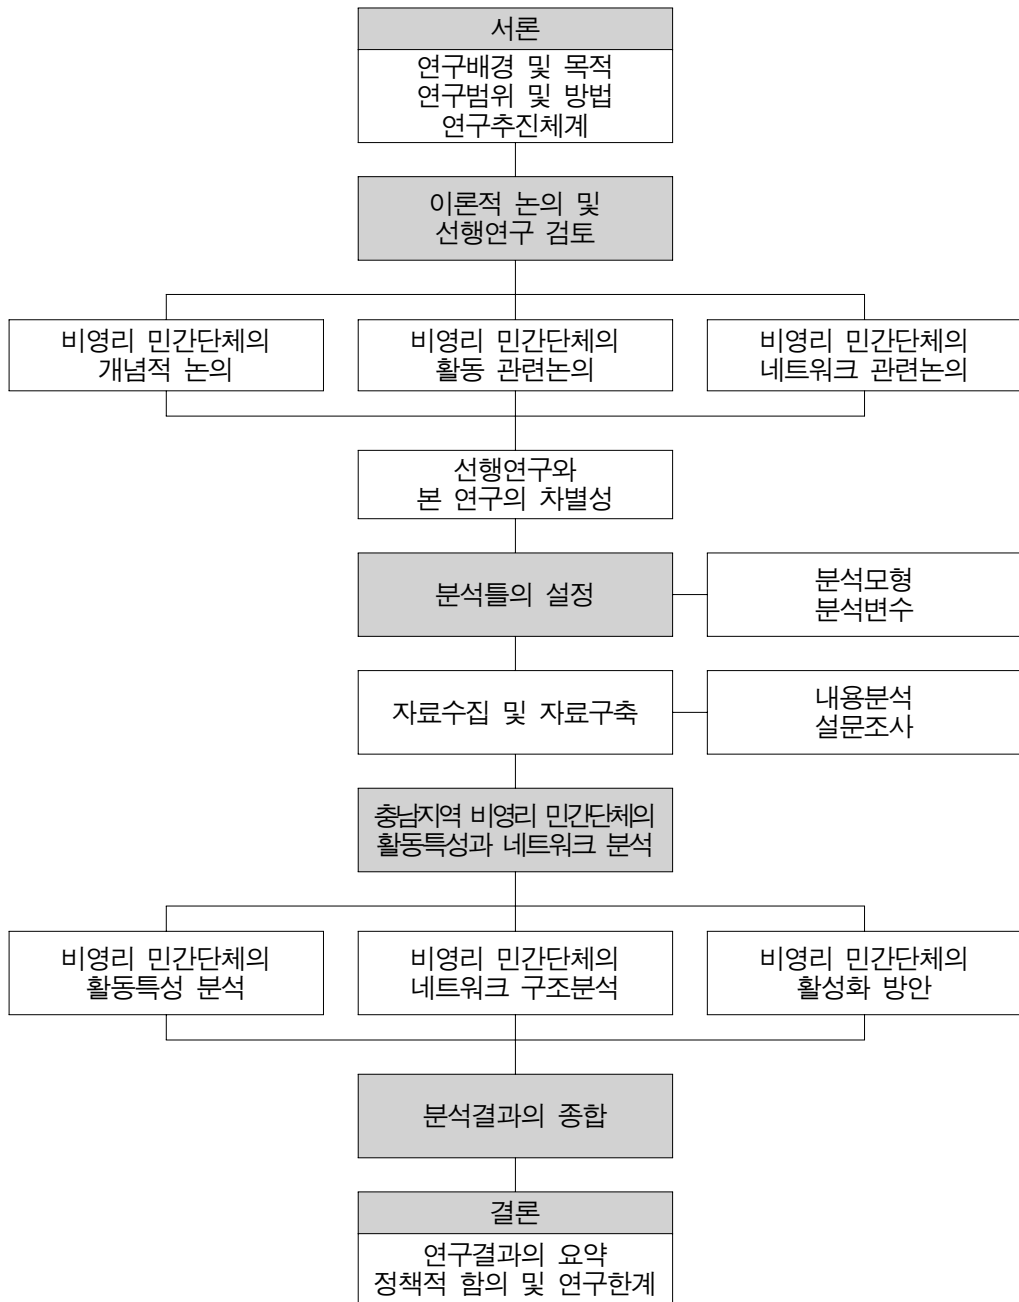 서론
연구배경 및 목적
연구범위 및 방법
연구추진체계
이론적 논의 및
선행연구 검토
비영리 민간단체의
개념적 논의
비영리 민간단체의
활동 관련논의
비영리 민간단체의
네트워크 관련논의
선행연구와
본 연구의 차별성
분석틀의 설정
분석모형
분석변수
자료수집 및 자료구축
내용분석
설문조사
충남지역 비영리 민간단체의
활동특성과 네트워크 분석
비영리 민간단체의
활동특성 분석
비영리 민간단체의
네트워크 구조분석
비영리 민간단체의
활성화 방안
분석결과의 종합
결론
연구결과의 요약
정책적 함의 및 연구한계